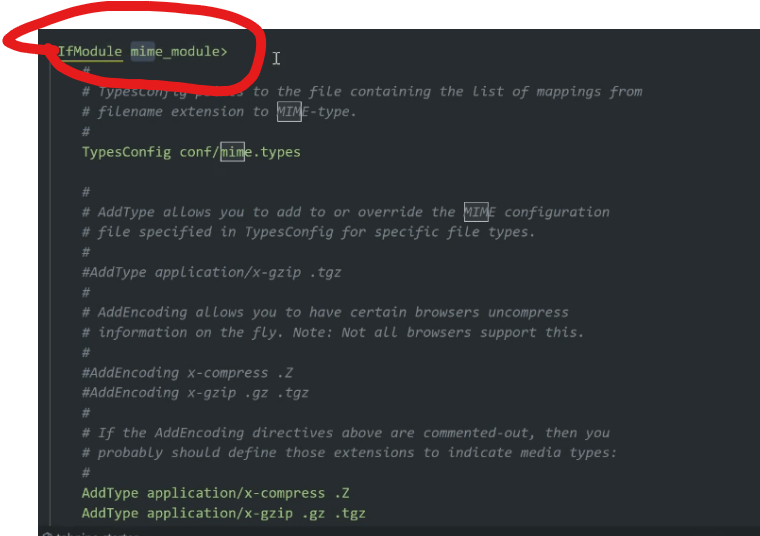 IfModule mime_module>
#
# TypesConfig points to the file containing the list of mappings from
# filename extension to MIME-type.
#
TypesConfig conf/mime.types
#
# AddType allows you to add to or override the MIME configuration
# file specified in TypesConfig for specific file types.
#
#AddType application/x-gzip .tgz
#
# AddEncoding allows you to have certain browsers uncompress
# information on the fly. Note: Not all browsers support this.
#
#AddEncoding x-compress .Z
#AddEncoding x-gzip .gz .tgz
#
# If the AddEncoding directives above are commented-out, then you
# probably should define those extensions to indicate media types:
#
AddType application/x-compress .Z
AddType application/x-gzip .gz .tgz